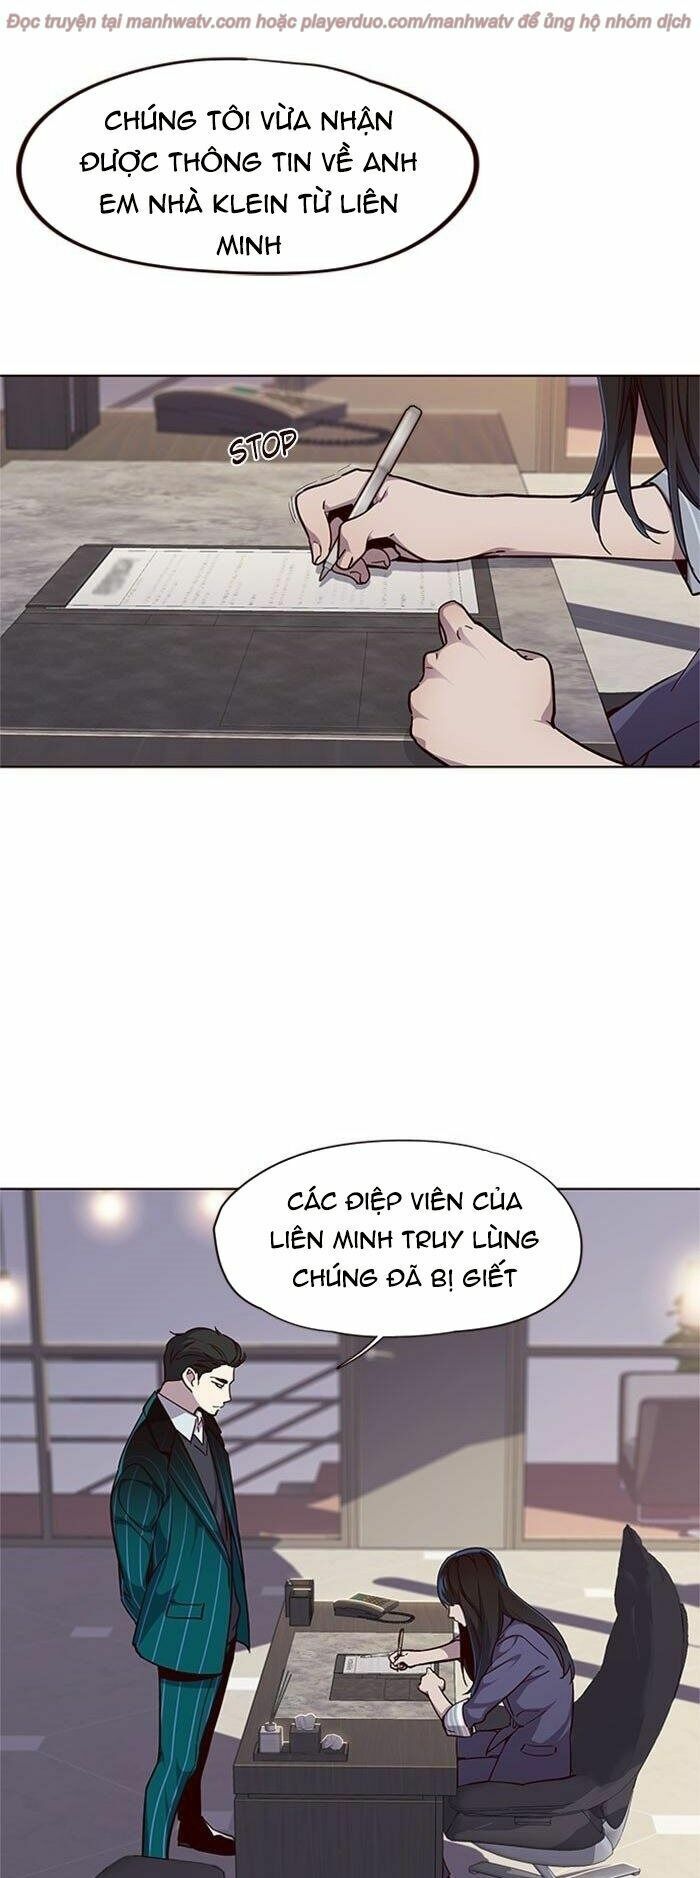 Đọc truyện tại manhwatv.com hoặc playerduo.com/manhwatv để ủng hộ nhóm dịch
CHÚNG TÔI VỪA NHẬN
ĐƯỢC THÔNG TIN VỀ ANH
EM NHÀ KLEIN TỪ LIÊN
MINH
STOP
CÁC ĐIỆP VIÊN CỦA
LIÊN MINH TRUY LÙNG
CHÚNG ĐÃ BỊ GIẾT